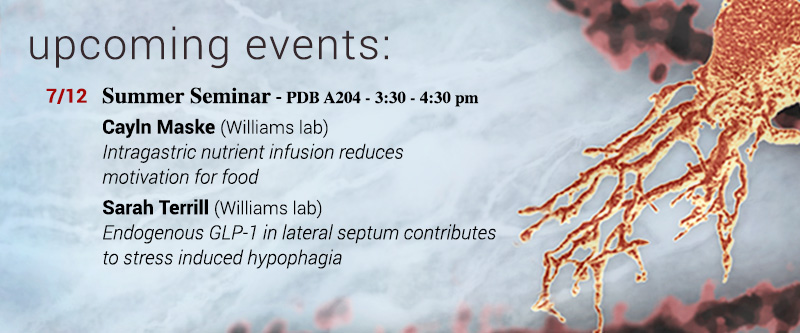 upcoming events:
7/12 Summer Seminar - PDB A204 - 3:30 - 4:30 pm
Cayln Maske (Williams lab)
Intragastric nutrient infusion reduces
motivation for food
Sarah Terrill (Williams lab)
Endogenous GLP-1 in lateral septum contributes
to stress induced hypophagia